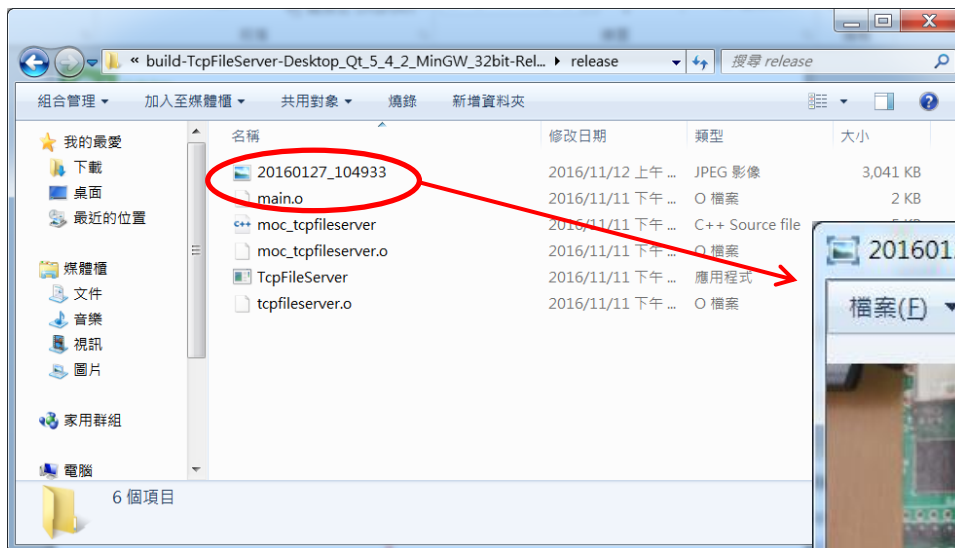 « build-TcpFileServer-Desktop_Qt_5_4_2_MinGW_32bit-Rel... ▸ release
搜尋 release
組合管理 ▾ 加入至媒體櫃 ▾ 共用對象 ▾ 燒錄 新增資料夾
我的最愛
下載
桌面
最近的位置
媒體櫃
文件
音樂
視訊
圖片
家用群組
電腦
名稱 修改日期 類型 大小
20160127_104933 2016/11/12 上午 ... JPEG 影像 3,041 KB
main.o 2016/11/11 下午 ... O 檔案 2 KB
moc_tcpfileserver 2016/11/11 下午 ... C++ Source file
moc_tcpfileserver.o 2016/11/11 下午 ... O 檔案
TcpFileServer 2016/11/11 下午 ... 應用程式
tcpfileserver.o 2016/11/11 下午 ... O 檔案
6 個項目
201601
檔案(F) ▾